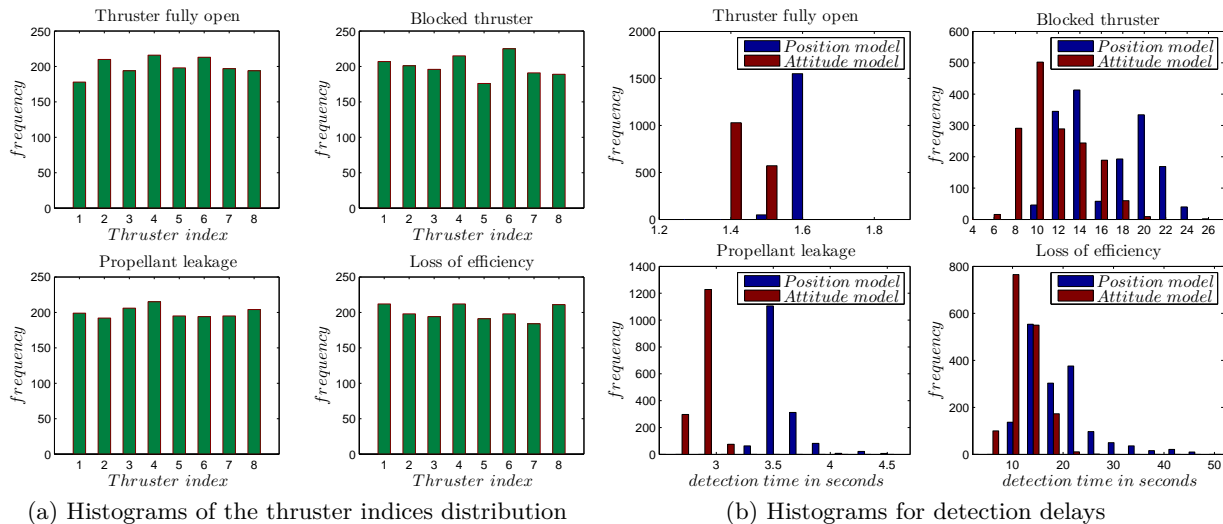 Thruster fully open
250
200
150
100
50
0
frequency
1 2 3 4 5 6 7 8
Thruster index
Blocked thruster
250
200
150
100
50
0
frequency
1 2 3 4 5 6 7 8
Thruster index
Propellant leakage
250
200
150
100
50
0
frequency
1 2 3 4 5 6 7 8
Thruster index
Loss of efficiency
250
200
150
100
50
0
frequency
1 2 3 4 5 6 7 8
Thruster index
(a) Histograms of the thruster indices distribution
Thruster fully open
2000
1500
1000
500
0
frequency
Position model
Attitude model
1.2 1.4 1.6 1.8
Blocked thruster
600
500
400
300
200
100
0
frequency
Position model
Attitude model
4 6 8 10 12 14 16 18 20 22 24 26
Propellant leakage
1400
1200
1000
800
600
400
200
0
frequency
Position model
Attitude model
3 3.5 4 4.5
detection time in seconds
Loss of efficiency
800
600
400
200
0
frequency
Position model
Attitude model
10 20 30 40 50
detection time in seconds
(b) Histograms for detection delays